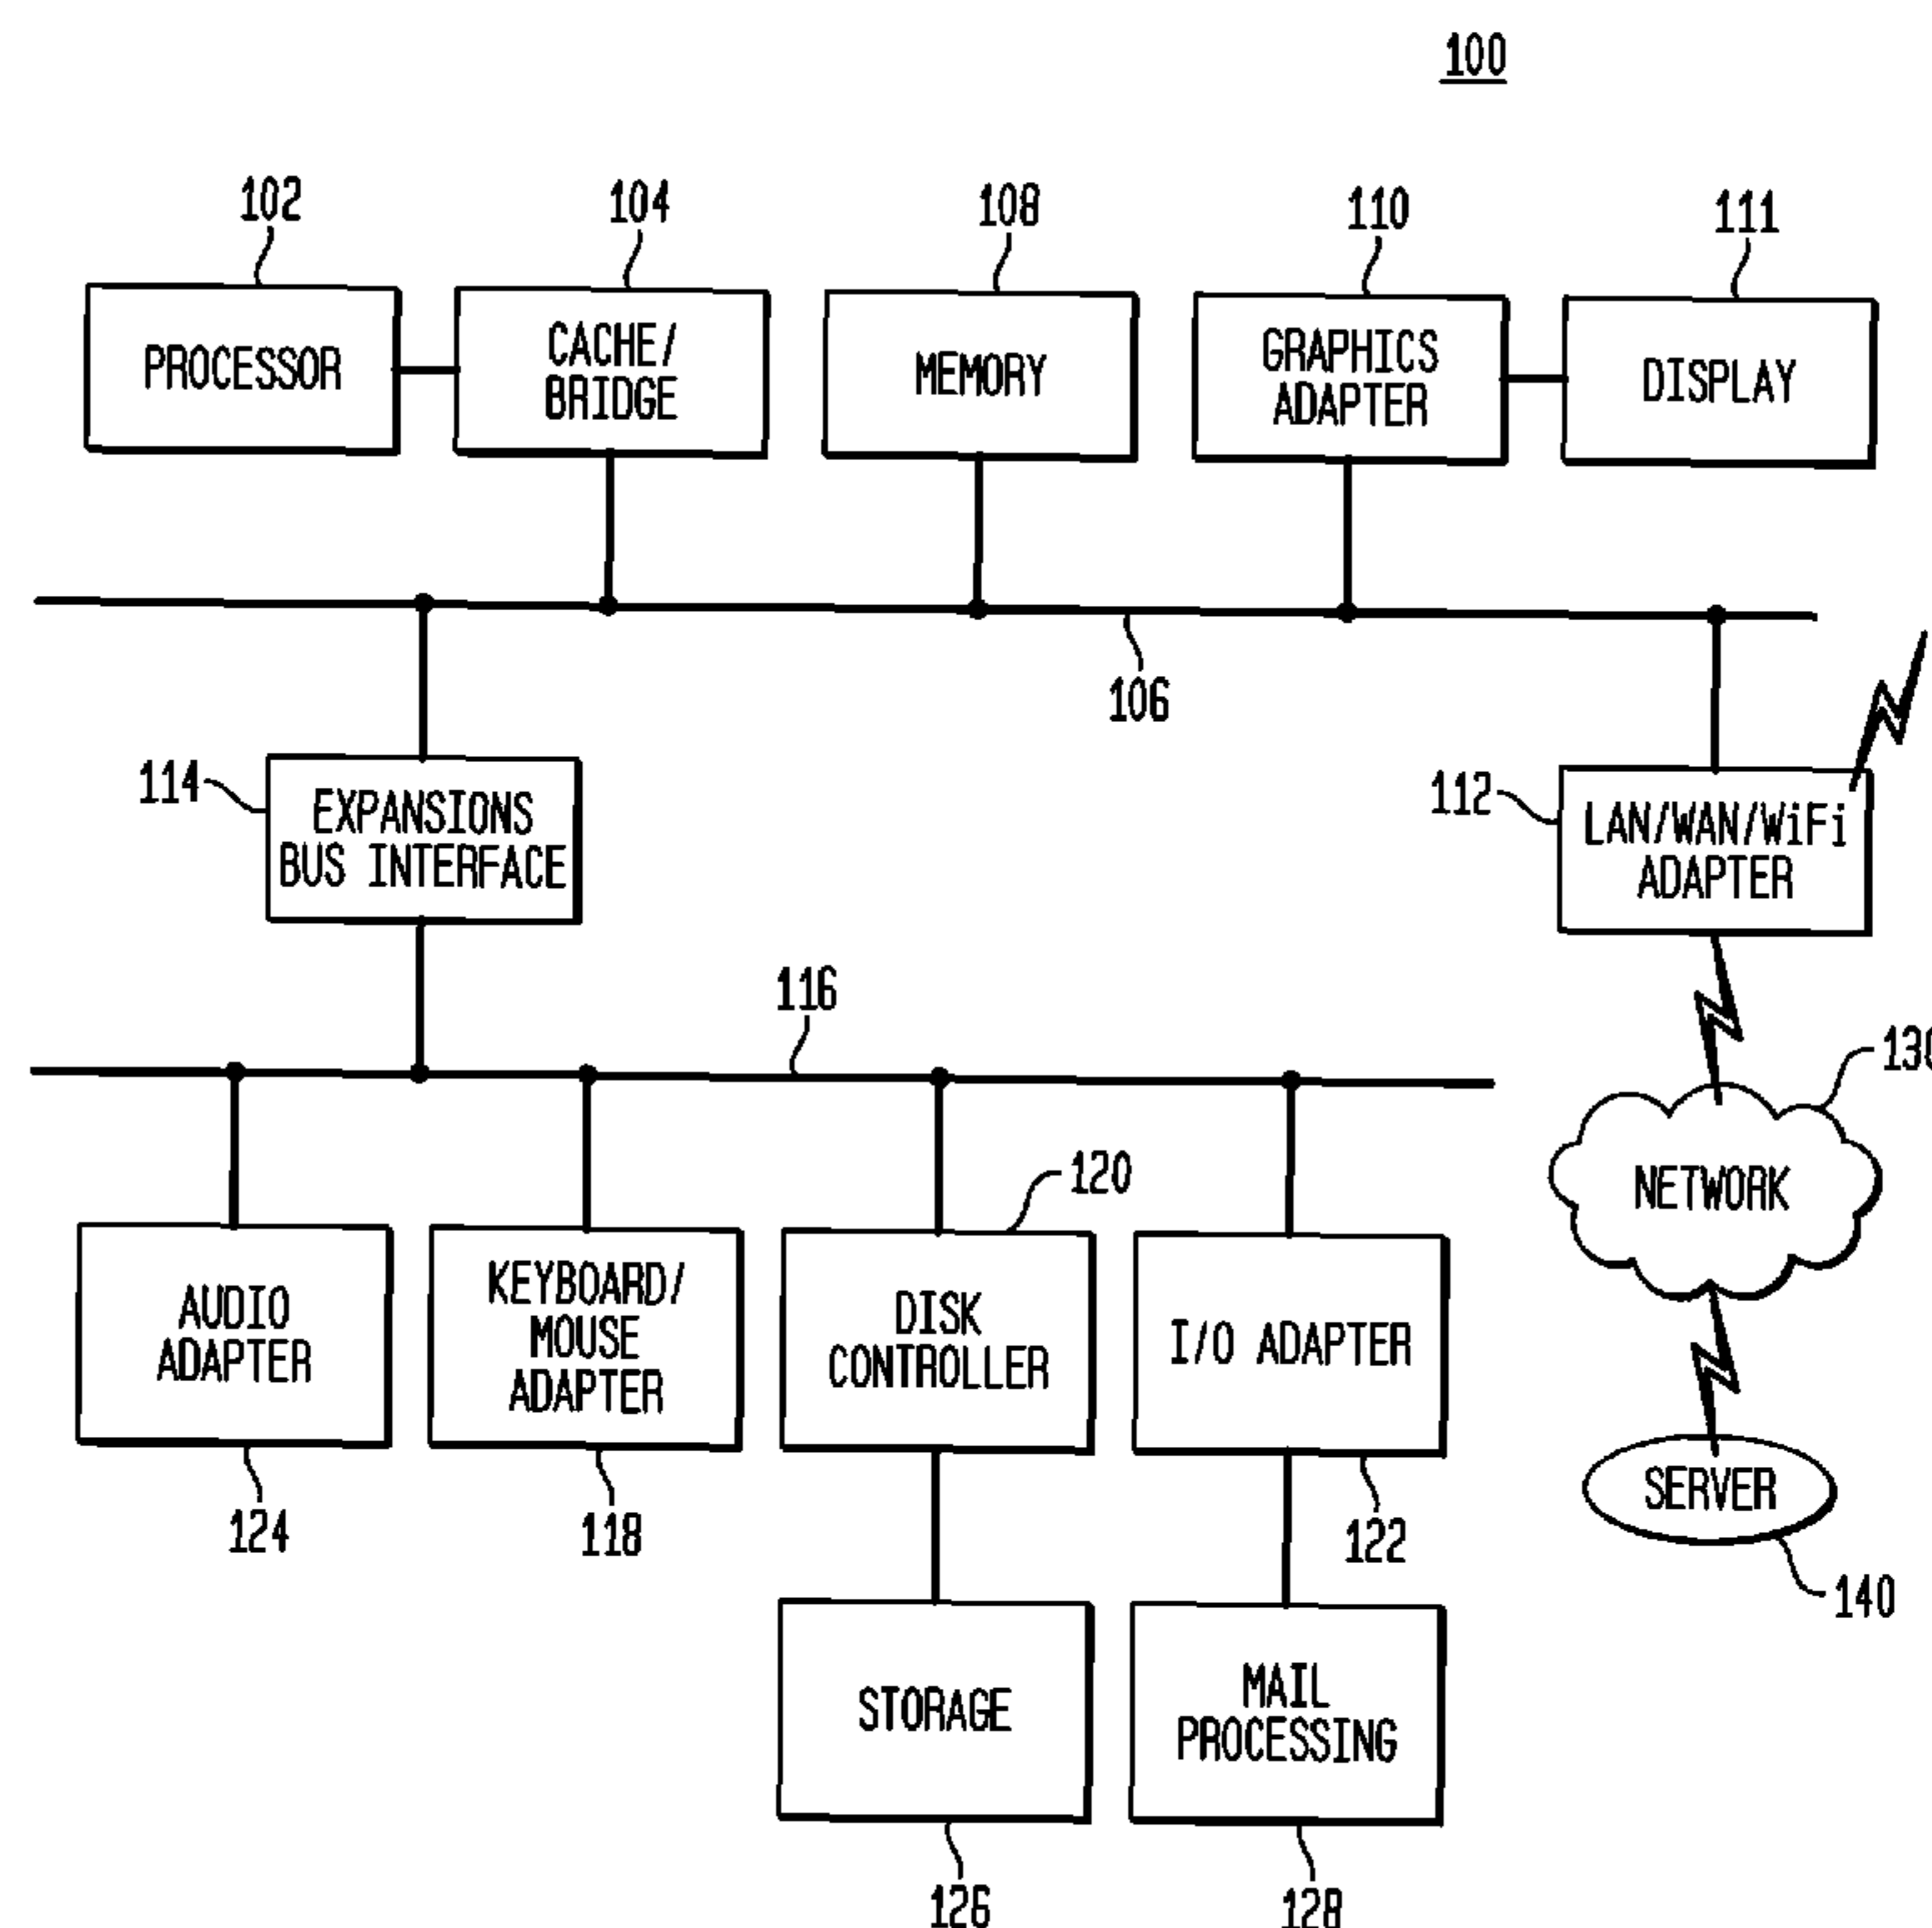 100
102
104
108
110
111
PROCESSOR
CACHE/
BRIDGE
MEMORY
GRAPHICS
ADAPTER
DISPLAY
106
114
EXPANSIONS
BUS INTERFACE
112
LAN/WAN/WiFi
ADAPTER
116
130
120
NETWORK
AUDIO
ADAPTER
KEYBOARD/
MOUSE
ADAPTER
DISK
CONTROLLER
I/O ADAPTER
SERVER
124
118
122
140
STORAGE
MAIL
PROCESSING
126
128